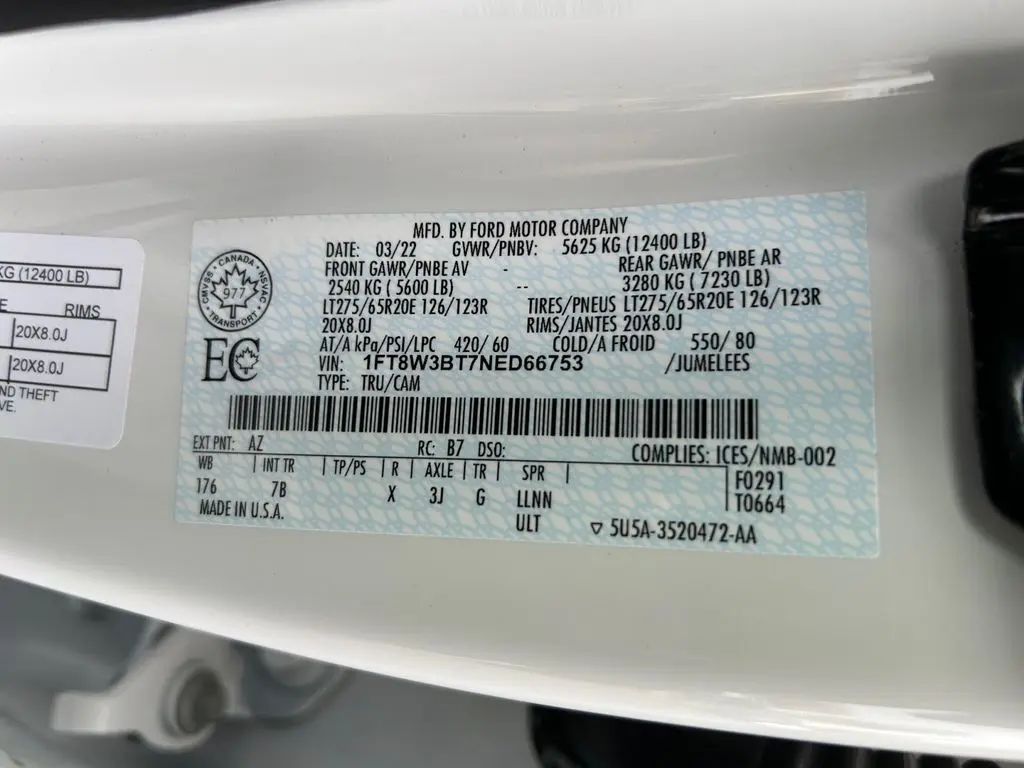 MFD. BY FORD MOTOR COMPANY
DATE: 03/22 GVWR/PNBV: 5625 KG (12400 LB)
FRONT GAWR/PNBE AV - REAR GAWR/ PNBE AR
2540 KG ( 5600 LB) -- 3280 KG ( 7230 LB)
LT275/65R20E 126/123R TIRES/PNEUS LT275/65R20E 126/123R
20X8.0J RIMS/JANTES 20X8.0J
AT/A kPa/PSI/LPC 420/ 60 COLD/A FROID 550/ 80
VIN: 1FT8W3BT7NED66753 /JUMELEES
TYPE: TRU/CAM
CANADA
CMVSS NSVAC
977
TRANSPORT
EC
EXT PNT: AZ RC: B7 DSO: COMPLIES: ICES/NMB-002
WB | INT TR | TP/PS | R | AXLE | TR | SPR | F0291
176 7B X 3J G LLNN T0664
MADE IN U.S.A. ULT ▽ 5U5A-3520472-AA
KG (12400 LB)
E RIMS
20X8.0J
20X8.0J
ND THEFT
VE.